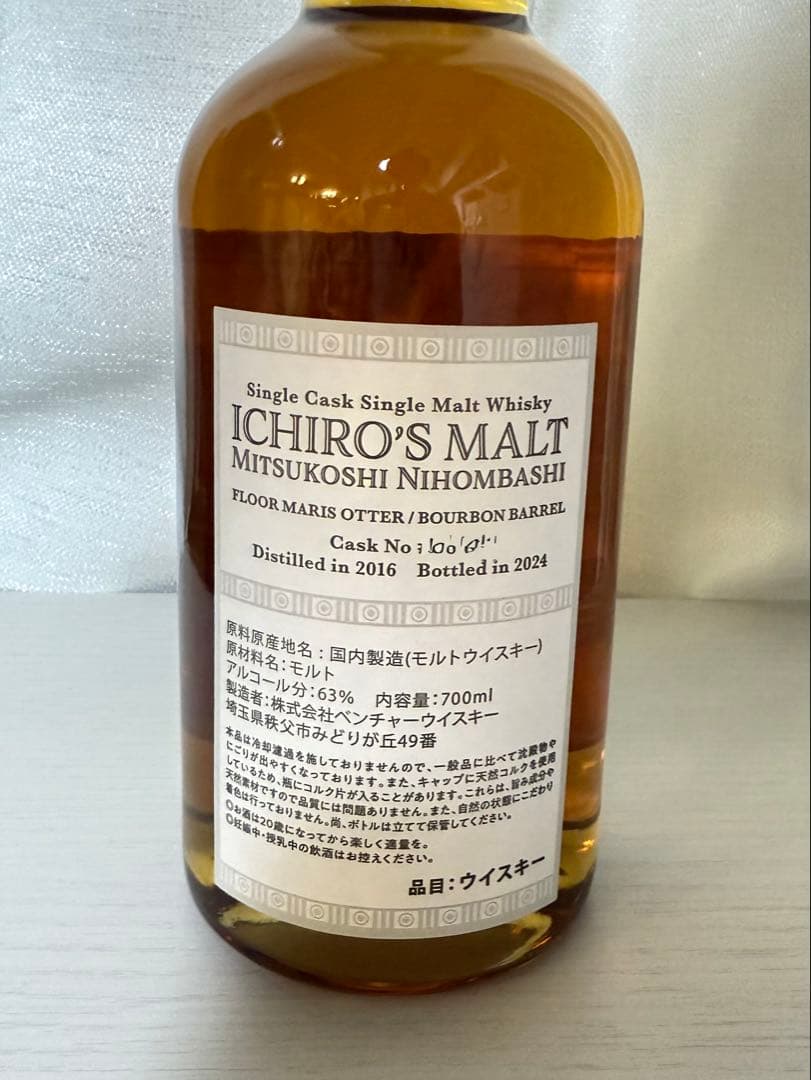 Single Cask Single Malt Whisky
ICHIRO'S MALT
MITSUKOSHI NIHOMBASHI
FLOOR MARIS OTTER / BOURBON BARREL
Cask No
Distilled in 2016 Bottled in 2024
原料原産地名：国内製造(モルトウイスキー)
原材料名：モルト
アルコール分：63% 内容量：700ml
製造者：株式会社ベンチャーウイスキー
埼玉県秩父市みどりが丘49番
本品は冷却濾過を施しておりませんので、一般品に比べて沈殿物や
にごりが出やすくなっております。また、キャップに天然コルクを使用
しているため、瓶にコルク片が入ることがあります。これらは、旨み成分や
天然素材ですので品質には問題ありません。また、自然の状態にこだわり
着色は行っておりません。尚、ボトルは立てて保管してください。
◎お酒は20歳になってから楽しく適量を。
◎妊娠中・授乳中の飲酒はお控えください。
品目：ウイスキー